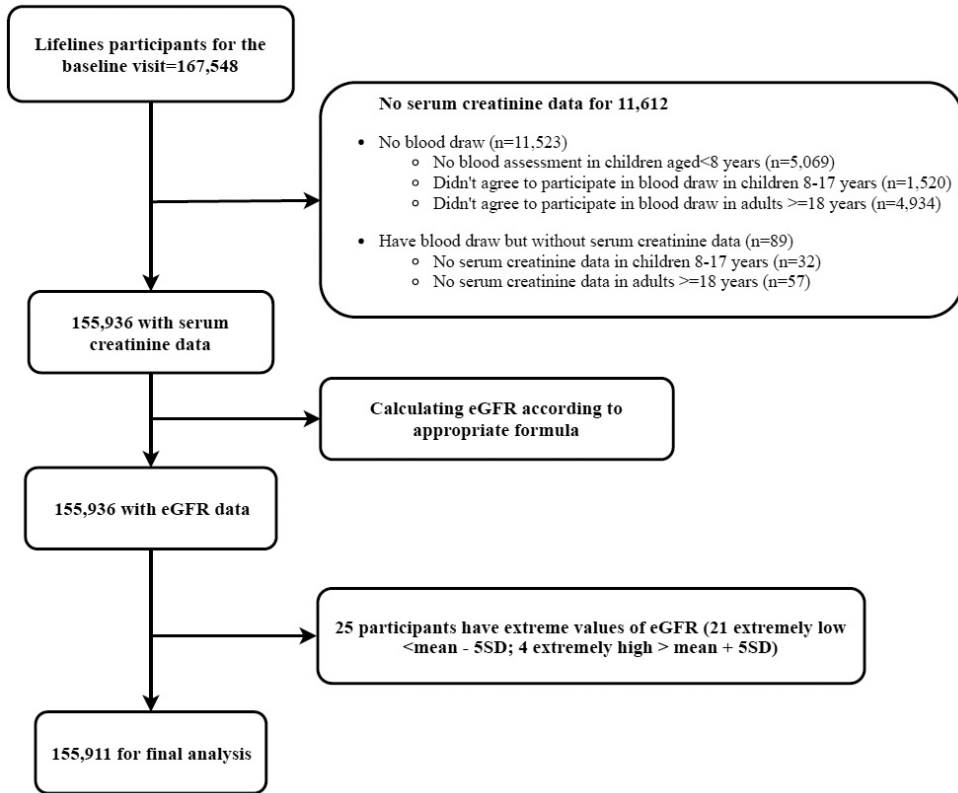 Lifelines participants for the
baseline visit=167,548
No serum creatinine data for 11,612
• No blood draw (n=11,523)
○ No blood assessment in children aged<8 years (n=5,069)
○ Didn't agree to participate in blood draw in children 8-17 years (n=1,520)
○ Didn't agree to participate in blood draw in adults >=18 years (n=4,934)
• Have blood draw but without serum creatinine data (n=89)
○ No serum creatinine data in children 8-17 years (n=32)
○ No serum creatinine data in adults >=18 years (n=57)
155,936 with serum
creatinine data
Calculating eGFR according to
appropriate formula
155,936 with eGFR data
25 participants have extreme values of eGFR (21 extremely low
<mean - 5SD; 4 extremely high > mean + 5SD)
155,911 for final analysis